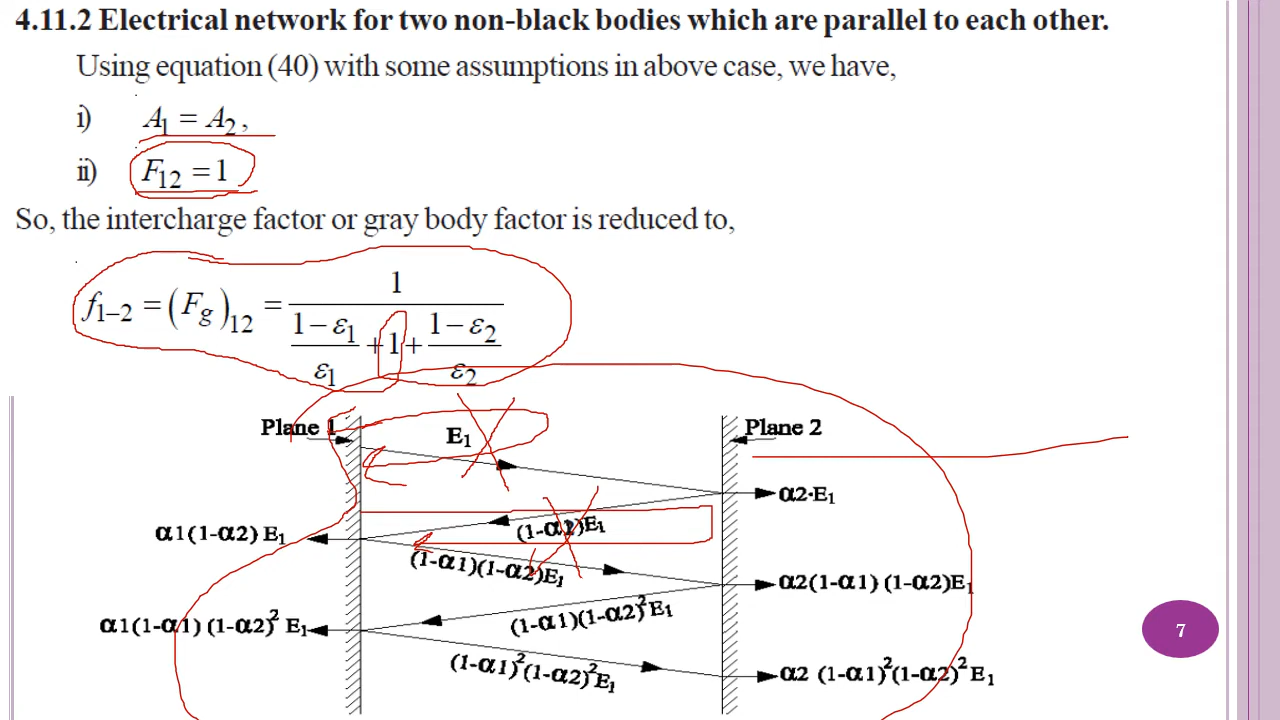 4.11.2 Electrical network for two non-black bodies which are parallel to each other.
Using equation (40) with some assumptions in above case, we have,
i) A₁ = A₂,
ii) F₁₂ = 1
So, the intercharge factor or gray body factor is reduced to,
f₁₋₂ = (F_g)₁₂ = 1 / ((1 − ε₁)/ε₁ + 1 + (1 − ε₂)/ε₂)
Plane 1 E₁ Plane 2
α2·E₁
α1(1-α2) E₁ (1-α2)E₁
(1-α1)(1-α2)E₁ α2(1-α1) (1-α2)E₁
α1(1-α1) (1-α2)² E₁ (1-α1)(1-α2)² E₁
7
(1-α1)²(1-α2)²E₁ α2 (1-α1)²(1-α2)² E₁